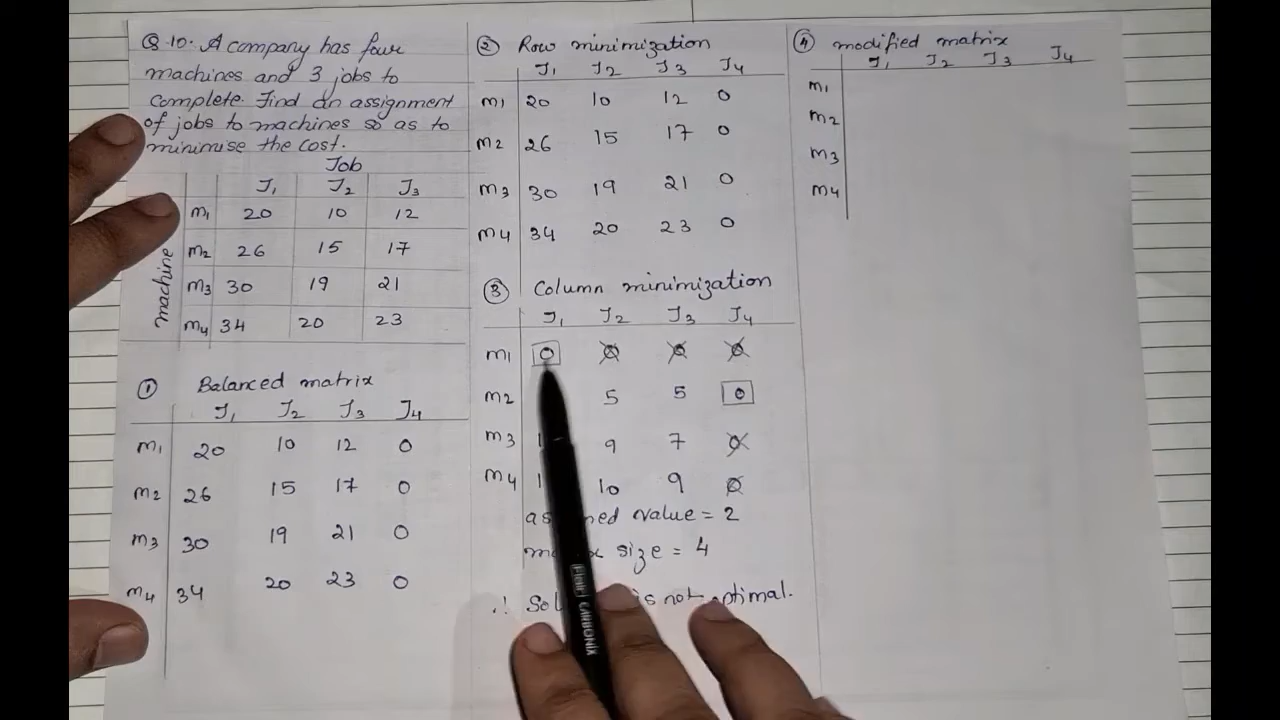 Q.10. A company has four
machines and 3 jobs to
complete. Find an assignment
of jobs to machines so as to
minimise the cost.
Job
J1 J2 J3
machine
m1 20 10 12
m2 26 15 17
m3 30 19 21
m4 34 20 23
① Balanced matrix
J1 J2 J3 J4
m1 20 10 12 0
m2 26 15 17 0
m3 30 19 21 0
m4 34 20 23 0
② Row minimization
J1 J2 J3 J4
m1 20 10 12 0
m2 26 15 17 0
m3 30 19 21 0
m4 34 20 23 0
③ Column minimization
J1 J2 J3 J4
m1 0 0 0 0
m2 5 5 0
m3 9 7 0
m4 10 9 0
value = 2
size = 4
∴ is not optimal.
④ modified matrix
J1 J2 J3 J4
m1
m2
m3
m4